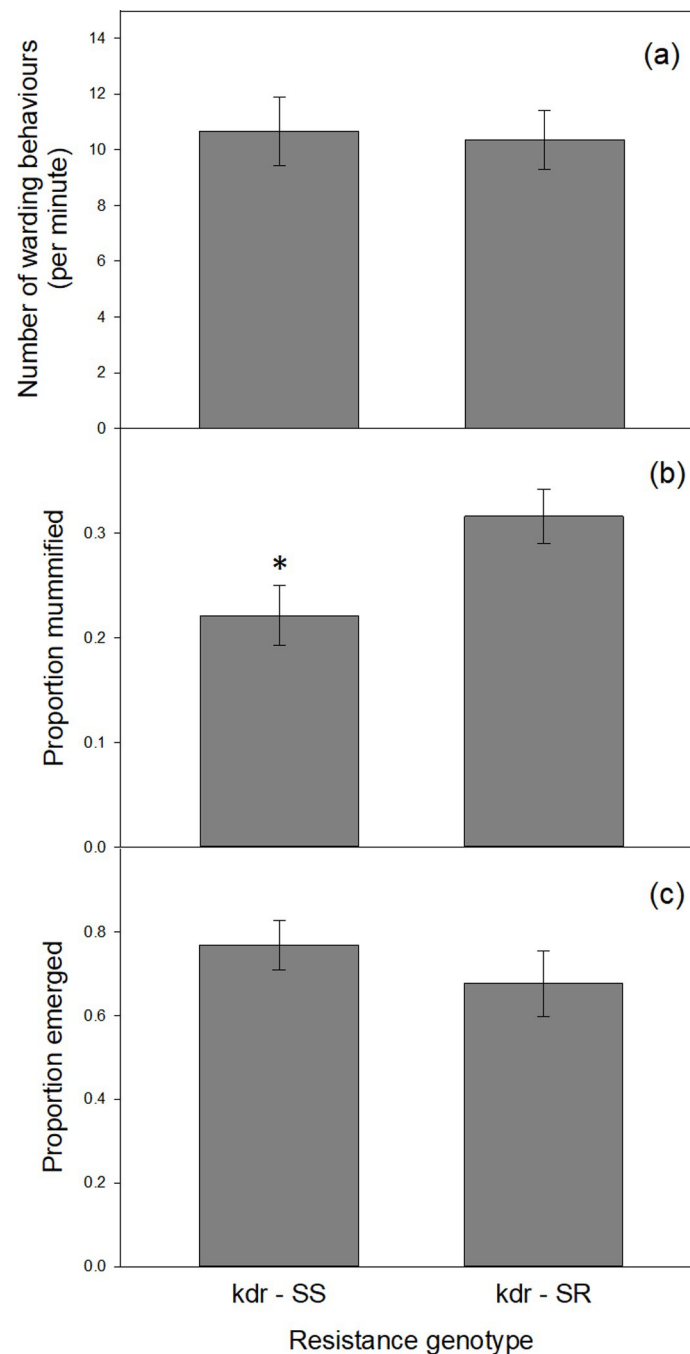 (a)
Number of warding behaviours
(per minute)
14
12
10
8
6
4
2
0
(b)
Proportion mummified
0.3
*
0.2
0.1
0.0
(c)
Proportion emerged
0.8
0.6
0.4
0.2
0.0
kdr - SS kdr - SR
Resistance genotype